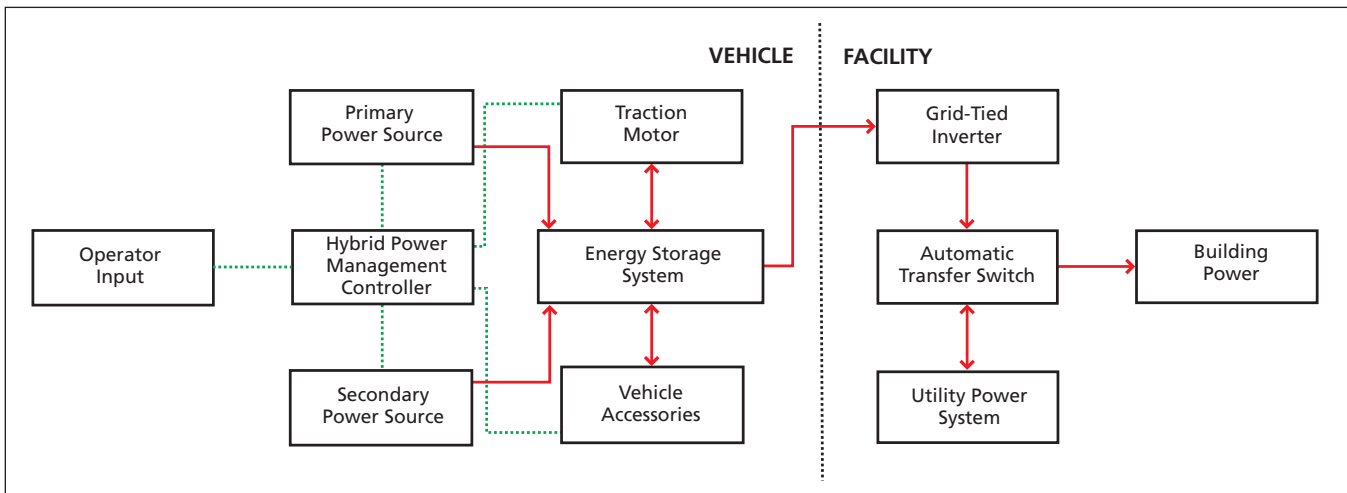 VEHICLE
FACILITY
Primary
Power Source
Traction
Motor
Grid-Tied
Inverter
Operator
Input
Hybrid Power
Management
Controller
Energy Storage
System
Automatic
Transfer Switch
Building
Power
Secondary
Power Source
Vehicle
Accessories
Utility Power
System